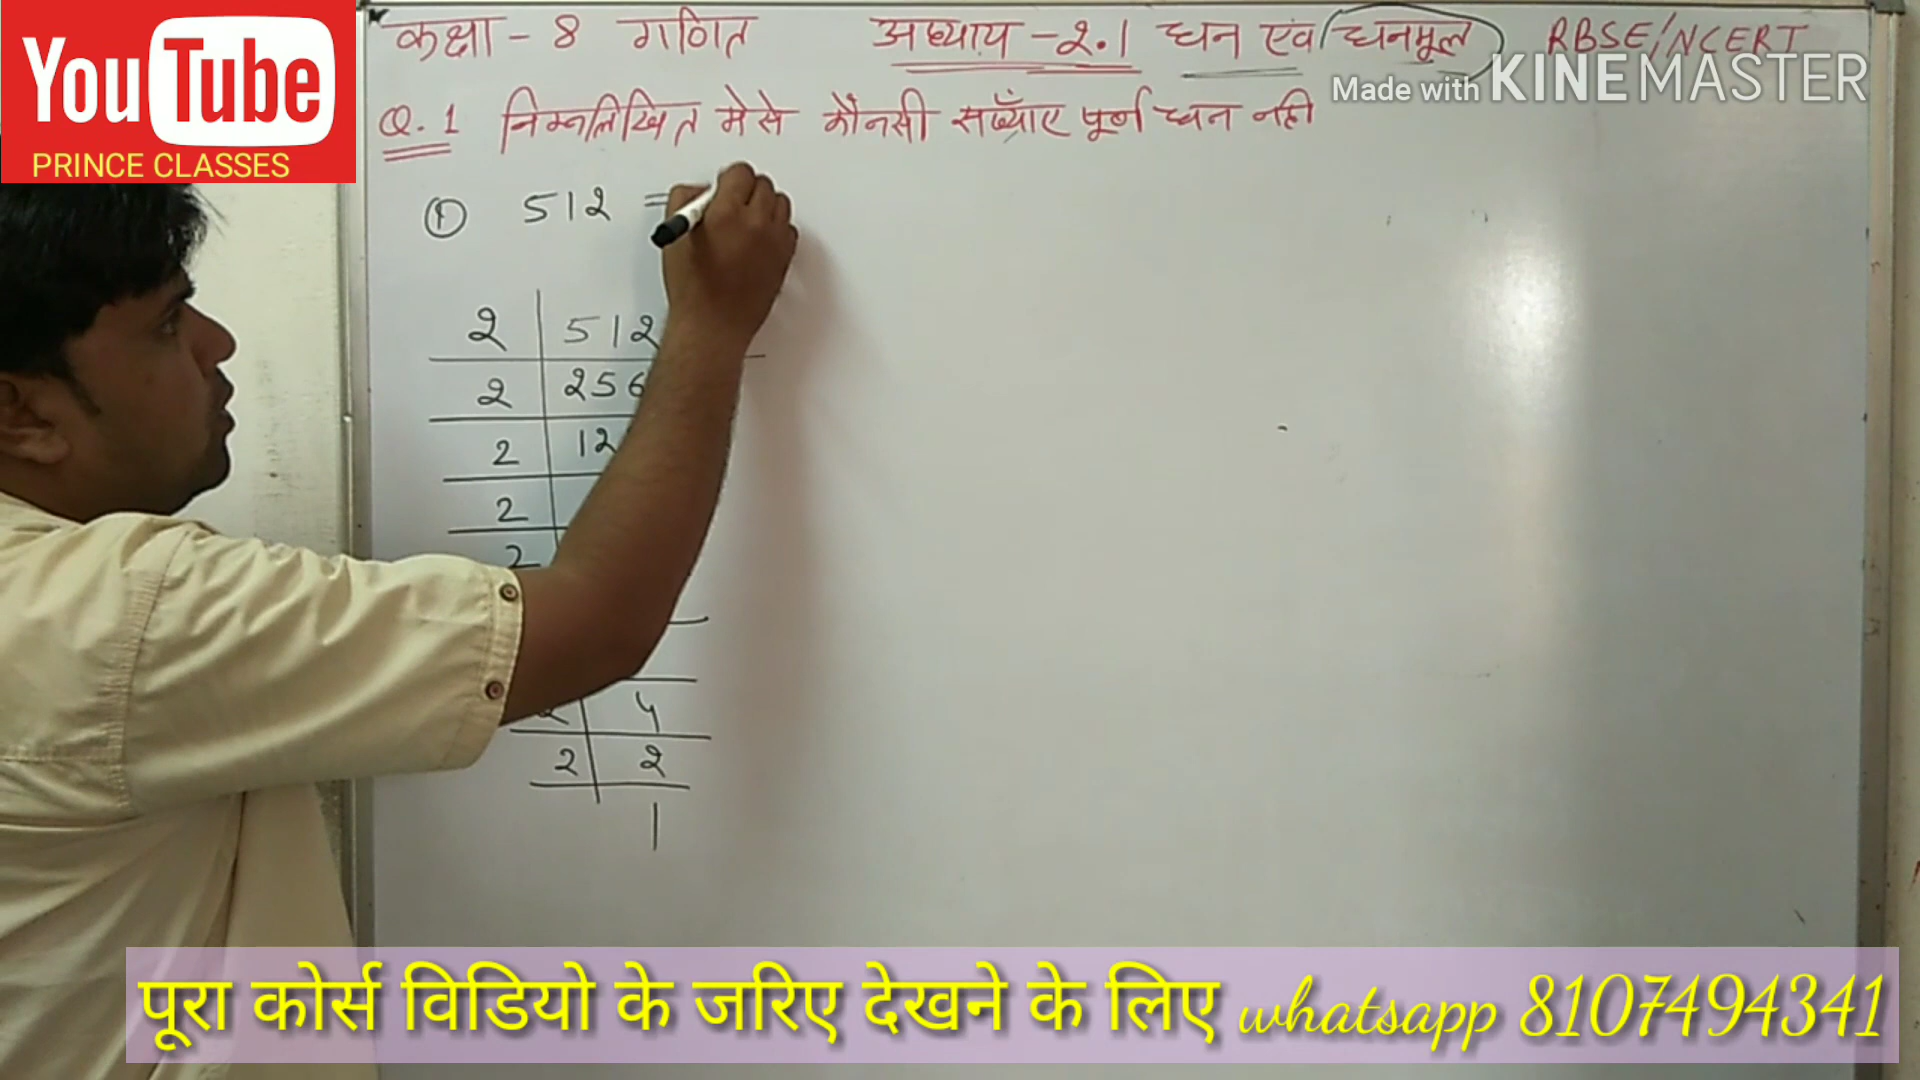 YouTube
PRINCE CLASSES
कक्षा - 8 गणित अध्याय - २.1 घन एवं घनमूल RBSE/NCERT
Made with KINEMASTER
Q.1 निम्नलिखित मेसे कौनसी संख्याँए पूर्ण घन नही
① 512 =
2 512
2 256
2 12
2
2
2 4
2 2
1
पूरा कोर्स विडियो के जरिए देखने के लिए whatsapp 8107494341